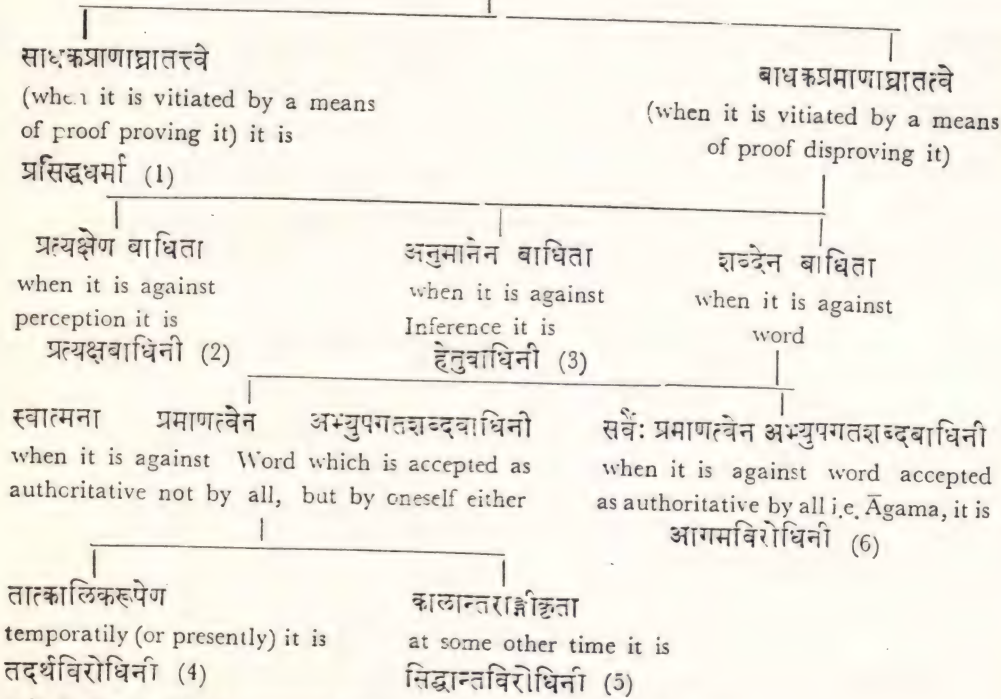 साधकप्राणाघ्रातत्त्वे
(when it is vitiated by a means
of proof proving it) it is
प्रसिद्धधर्मा (1)
बाधकप्रमाणाघ्रातत्वे
(when it is vitiated by a means
of proof disproving it)
प्रत्यक्षेण बाधिता
when it is against
perception it is
प्रत्यक्षबाधिनी (2)
अनुमानेन बाधिता
when it is against
Inference it is
हेतुबाधिनी (3)
शब्देन बाधिता
when it is against
word
स्वात्मना प्रमाणत्वेन अभ्युपगतशब्दबाधिनी
when it is against Word which is accepted as
authoritative not by all, but by oneself either
सर्वैः प्रमाणत्वेन अभ्युपगतशब्दबाधिनी
when it is against word accepted
as authoritative by all i.e. Āgama, it is
आगमविरोधिनी (6)
तात्कालिकरूपेण
temporatily (or presently) it is
तदर्थविरोधिनी (4)
कालान्तराङ्गीकृता
at some other time it is
सिद्धान्तविरोधिनी (5)